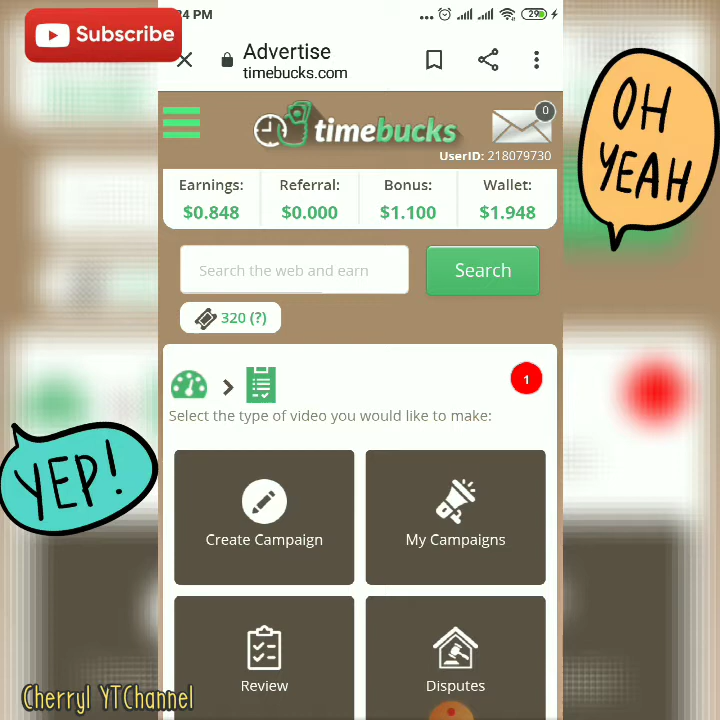 Subscribe
24 PM
29
Advertise
timebucks.com
OH
YEAH
timebucks
0
UserID: 218079730
Earnings: Referral: Bonus: Wallet:
$0.848 $0.000 $1.100 $1.948
Search the web and earn Search
320 (?)
1
Select the type of video you would like to make:
YEP!
Create Campaign My Campaigns
Review Disputes
Cherryl YTChannel